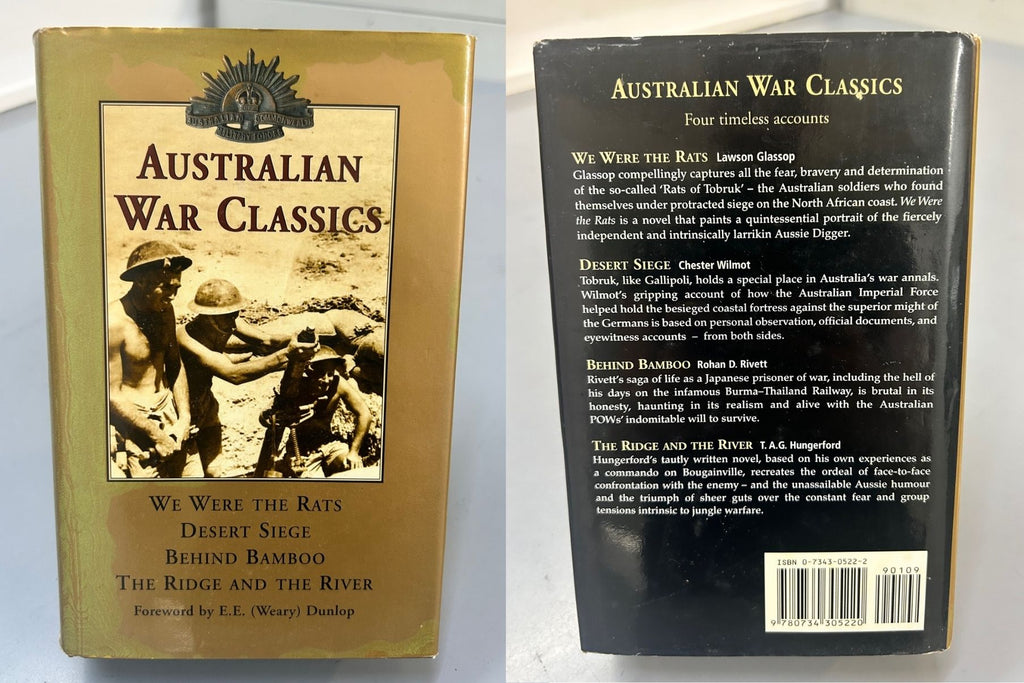 AUSTRALIAN COMMONWEALTH
MILITARY FORCES
AUSTRALIAN
WAR CLASSICS
WE WERE THE RATS
DESERT SIEGE
BEHIND BAMBOO
THE RIDGE AND THE RIVER
Foreword by E.E. (Weary) Dunlop
AUSTRALIAN WAR CLASSICS
Four timeless accounts
WE WERE THE RATS Lawson Glassop
Glassop compellingly captures all the fear, bravery and determination
of the so-called ‘Rats of Tobruk’ – the Australian soldiers who found
themselves under protracted siege on the North African coast. We Were
the Rats is a novel that paints a quintessential portrait of the fiercely
independent and intrinsically larrikin Aussie Digger.
DESERT SIEGE Chester Wilmot
Tobruk, like Gallipoli, holds a special place in Australia’s war annals.
Wilmot’s gripping account of how the Australian Imperial Force
helped hold the besieged coastal fortress against the superior might of
the Germans is based on personal observation, official documents, and
eyewitness accounts – from both sides.
BEHIND BAMBOO Rohan D. Rivett
Rivett’s saga of life as a Japanese prisoner of war, including the hell of
his days on the infamous Burma–Thailand Railway, is brutal in its
honesty, haunting in its realism and alive with the Australian
POWs’ indomitable will to survive.
THE RIDGE AND THE RIVER T. A. G. Hungerford
Hungerford’s tautly written novel, based on his own experiences as
a commando on Bougainville, recreates the ordeal of face-to-face
confrontation with the enemy – and the unassailable Aussie humour
and the triumph of sheer guts over the constant fear and group
tensions intrinsic to jungle warfare.
ISBN 0-7343-0522-2
90109
9 780734 305220